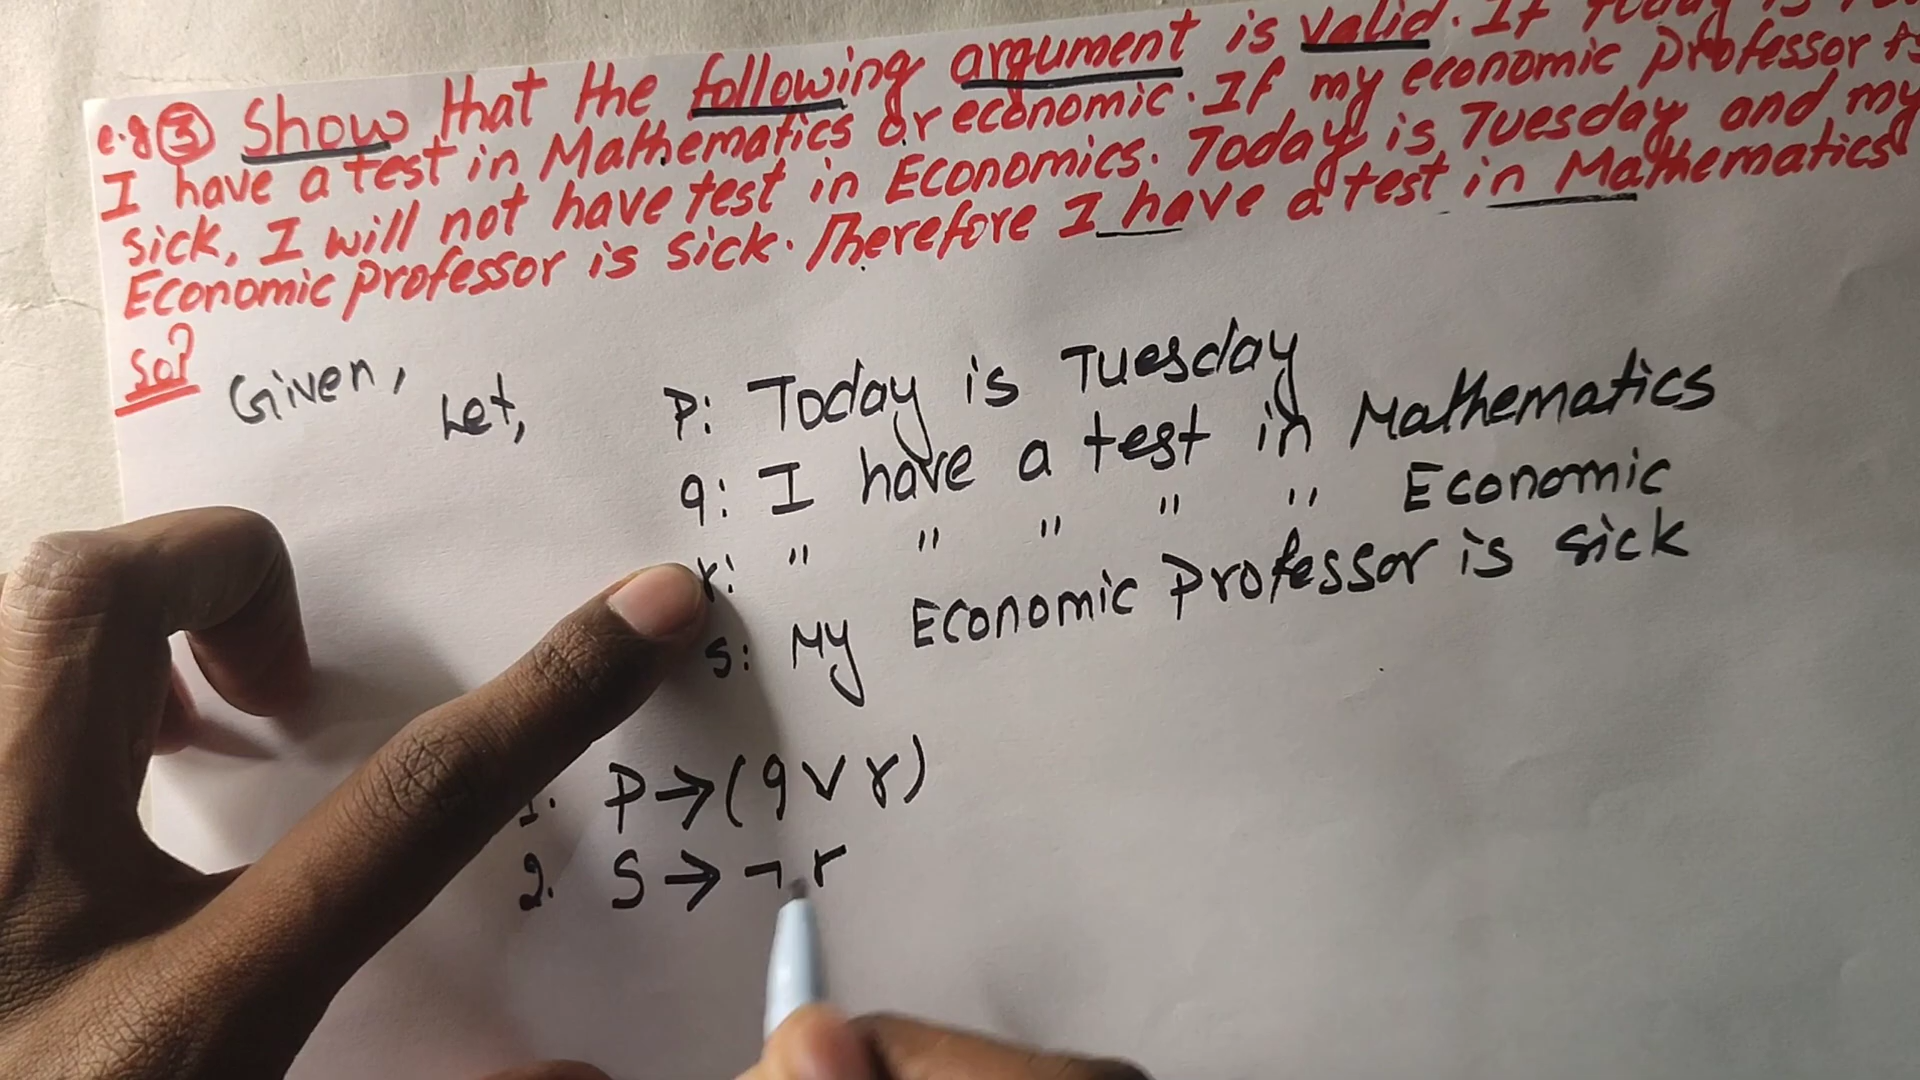 e.g ③ Show that the following argument is valid. If Today is
I have a test in Mathematics or economic. If my economic professor is
sick, I will not have test in Economics. Today is Tuesday and my
Economic professor is sick. Therefore I have a test in Mathematics
Given, Let, P: Today is Tuesday
q: I have a test in Mathematics
r: " " " " " Economic
s: My Economic Professor is sick
1. P→(q∨r)
2. S→¬r